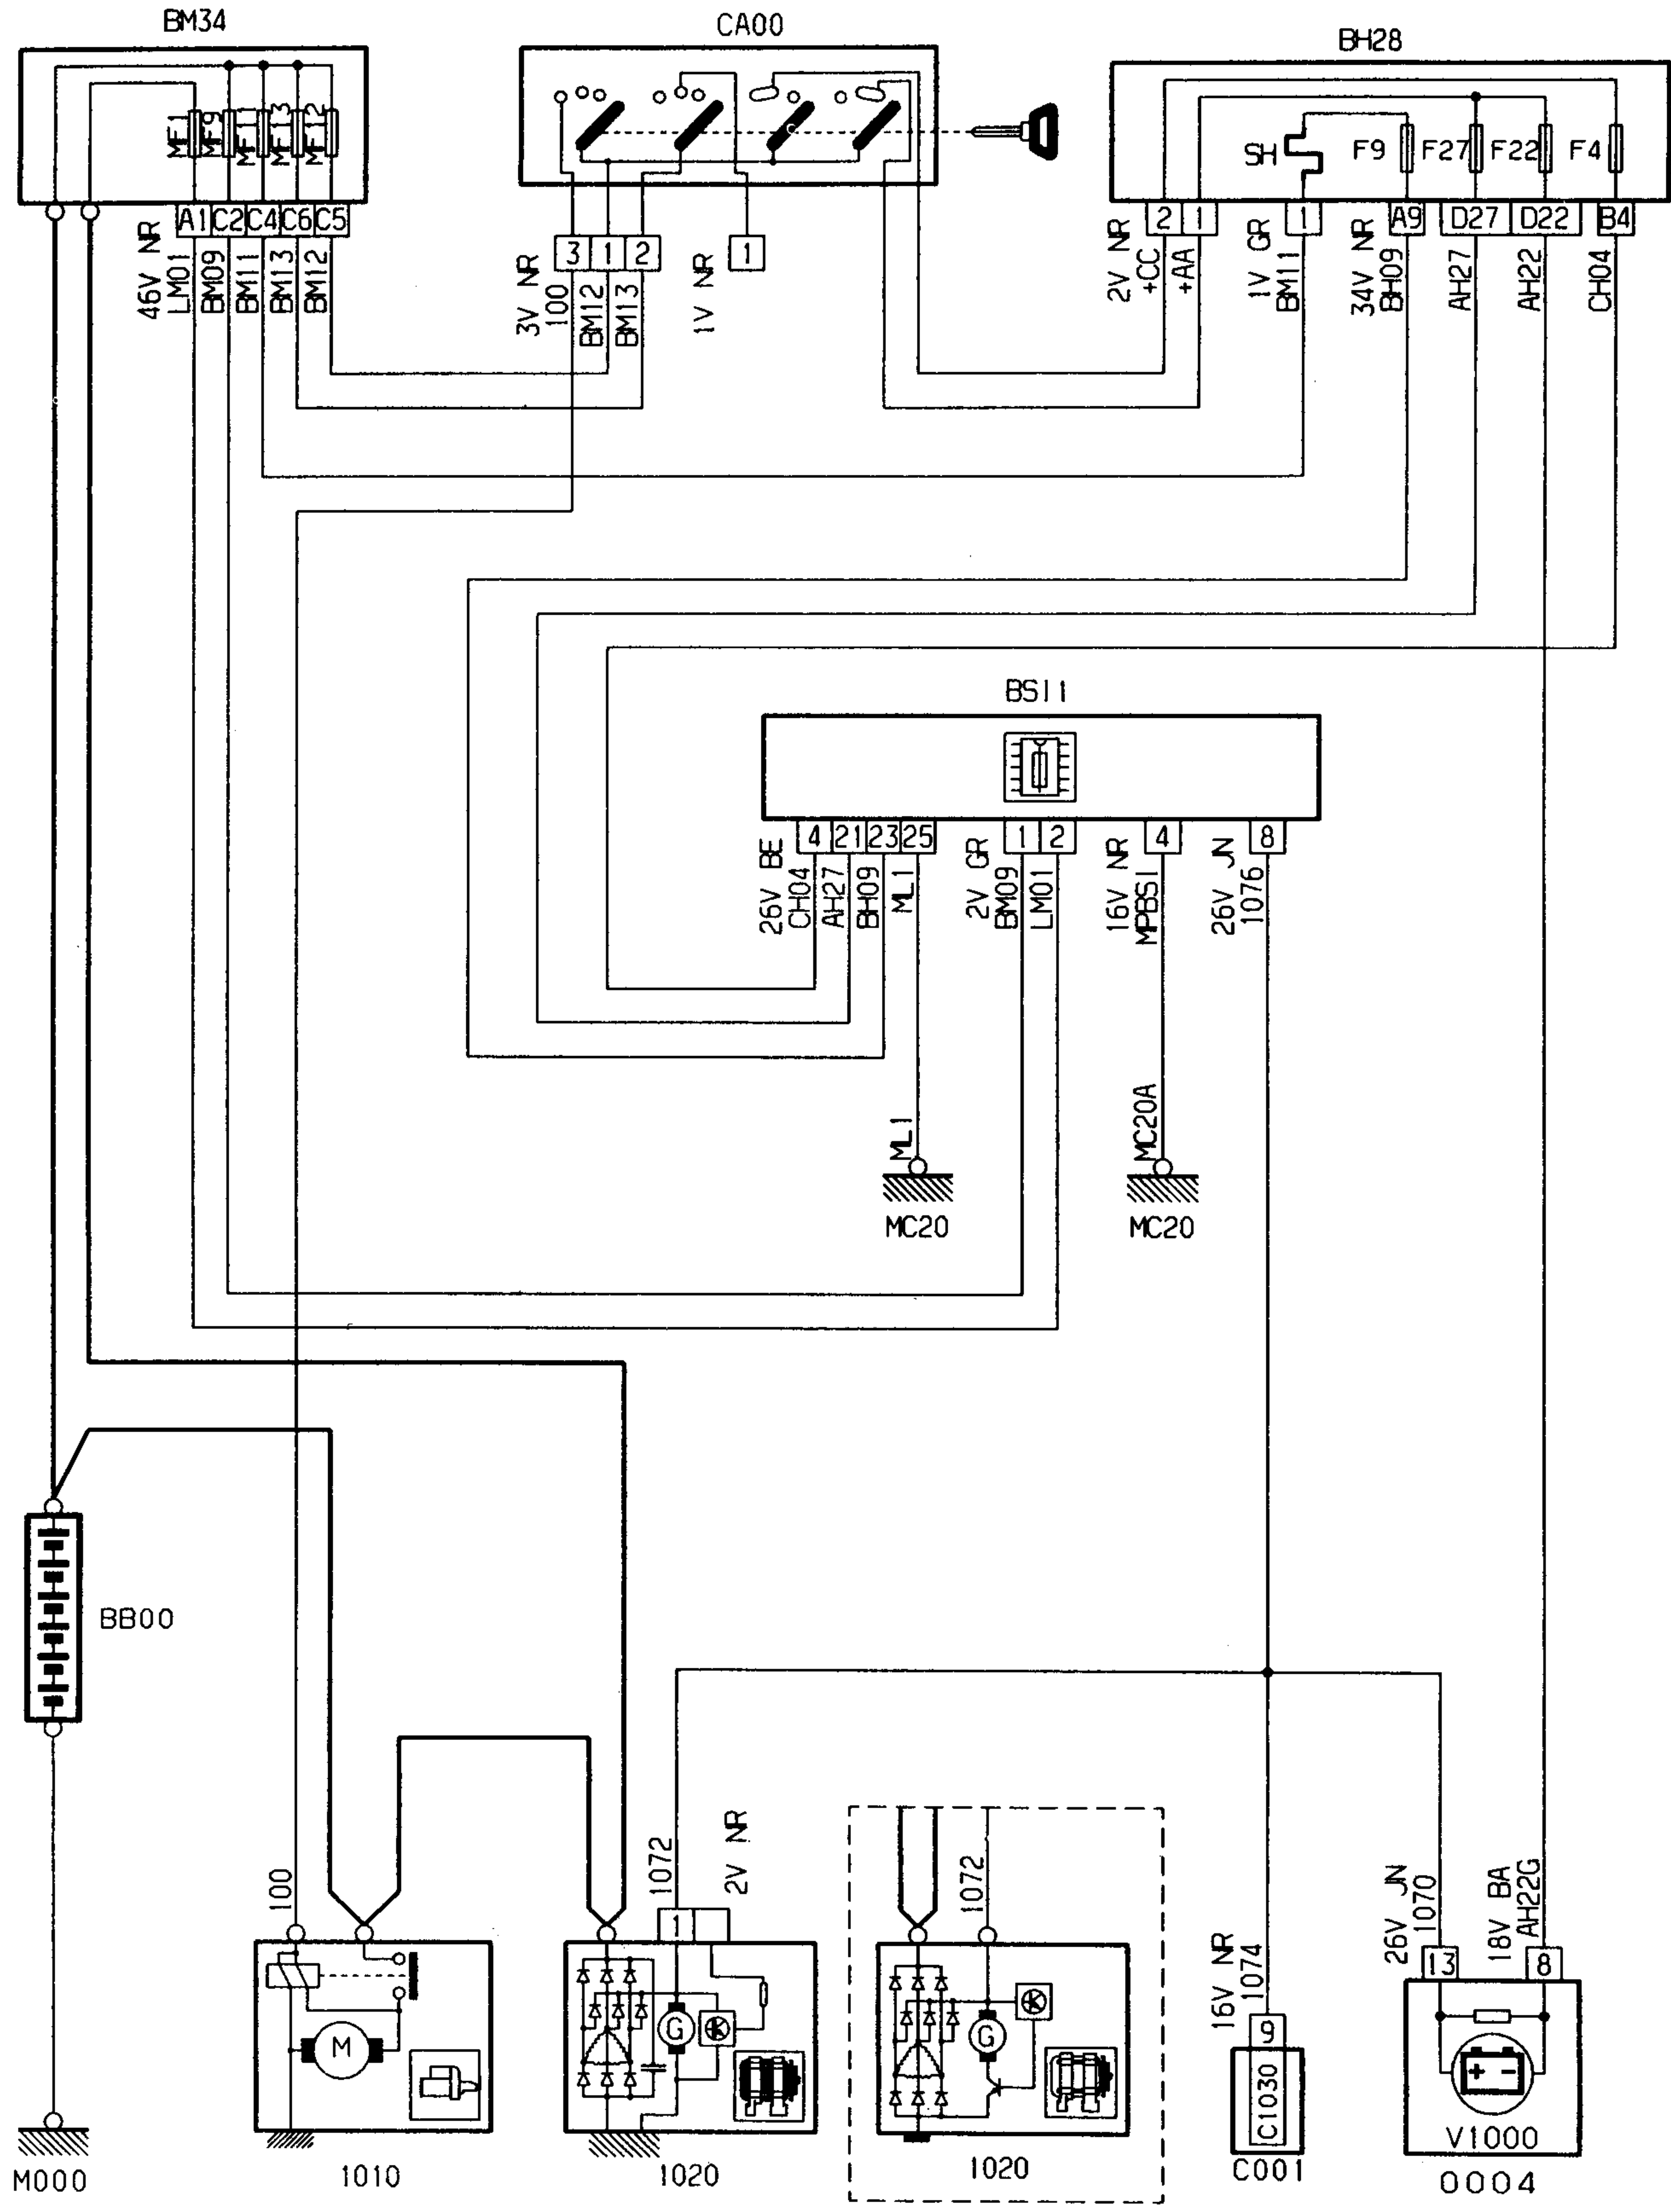 BM34
CA00
BH28
MF1
MF9
MF11
MF13
MF12
SH
F9
F27
F22
F4
A1
C2
C4
C6
C5
46V NR
LM01
BM09
BM11
BM13
BM12
3
1
2
1
3V NR
100
BM12
BM13
1V NR
2
1
1
A9
D27
D22
B4
2V NR
+CC
+AA
1V GR
BM11
34V NR
BH09
AH27
AH22
CH04
BSI1
4
21
23
25
1
2
4
8
26V BE
CH04
AH27
BH09
ML1
2V GR
BM09
LM01
16V NR
MPBSI
26V JN
1076
ML1
MC20A
MC20
MC20
BB00
100
1072
2V NR
1
1072
16V NR
1074
26V JN
1070
18V BA
AH22G
13
8
9
M
G
G
C1030
+ -
V1000
M000
1010
1020
1020
C001
0004